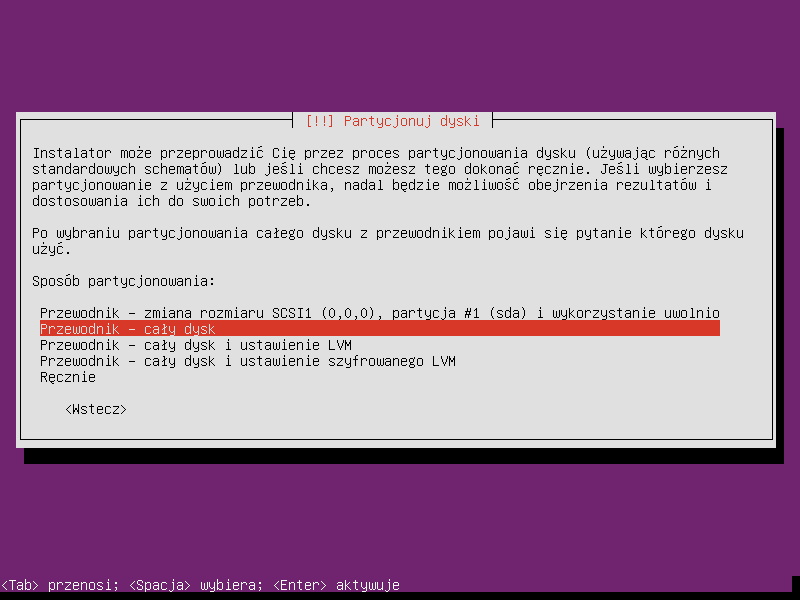 [!!] Partycjonuj dyski
Instalator może przeprowadzić Cię przez proces partycjonowania dysku (używając różnych
standardowych schematów) lub jeśli chcesz możesz tego dokonać ręcznie. Jeśli wybierzesz
partycjonowanie z użyciem przewodnika, nadal będzie możliwość obejrzenia rezultatów i
dostosowania ich do swoich potrzeb.
Po wybraniu partycjonowania całego dysku z przewodnikiem pojawi się pytanie którego dysku
użyć.
Sposób partycjonowania:
Przewodnik – zmiana rozmiaru SCSI1 (0,0,0), partycja #1 (sda) i wykorzystanie uwolnio
Przewodnik – cały dysk
Przewodnik – cały dysk i ustawienie LVM
Przewodnik – cały dysk i ustawienie szyfrowanego LVM
Ręcznie
<Wstecz>
<Tab> przenosi; <Spacja> wybiera; <Enter> aktywuje